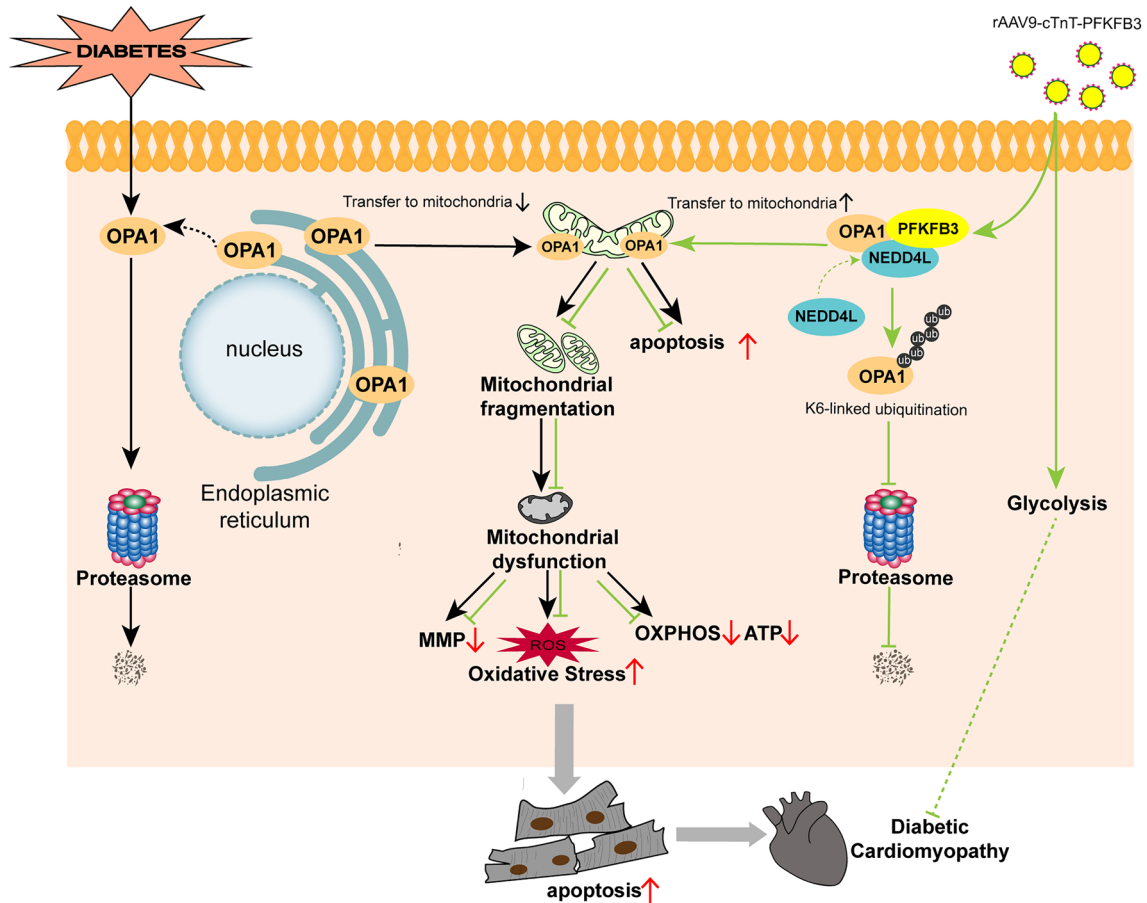 rAAV9-cTnT-PFKFB3
DIABETES
Transfer to mitochondria
Transfer to mitochondria
OPA1
OPA1
OPA1
OPA1
OPA1
OPA1
PFKFB3
NEDD4L
NEDD4L
ub
ub
ub
ub
ub
nucleus
apoptosis
OPA1
OPA1
K6-linked ubiquitination
Mitochondrial
fragmentation
Endoplasmic
reticulum
Glycolysis
Mitochondrial
dysfunction
Proteasome
Proteasome
MMP
ROS
OXPHOS
ATP
Oxidative Stress
Diabetic
Cardiomyopathy
apoptosis